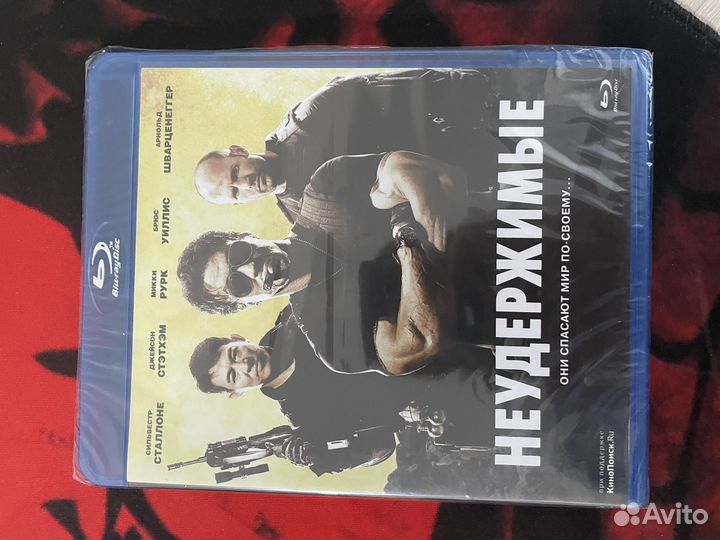 Blu-ray Disc
СИЛЬВЕСТР
СТАЛЛОНЕ
ДЖЕЙСОН
СТЭТХЭМ
МИККИ
РУРК
БРЮС
УИЛЛИС
АРНОЛЬД
ШВАРЦЕНЕГГЕР
НЕУДЕРЖИМЫЕ
ОНИ СПАСАЮТ МИР ПО-СВОЕМУ...
при поддержке
КиноПоиск.Ru
Blu-ray Disc
Avito